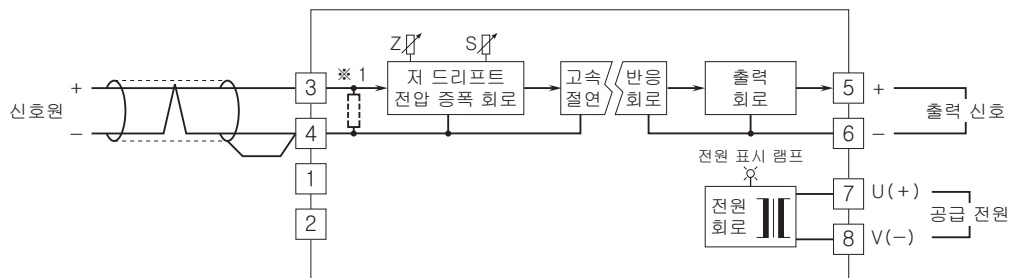 Z
S
※ 1
+
신호원
−
3
4
1
2
저 드리프트
전압 증폭 회로
고속
절연
반응
회로
출력
회로
5
+
출력 신호
6
−
전원 표시 램프
전원
회로
7
U(+)
공급 전원
8
V(−)